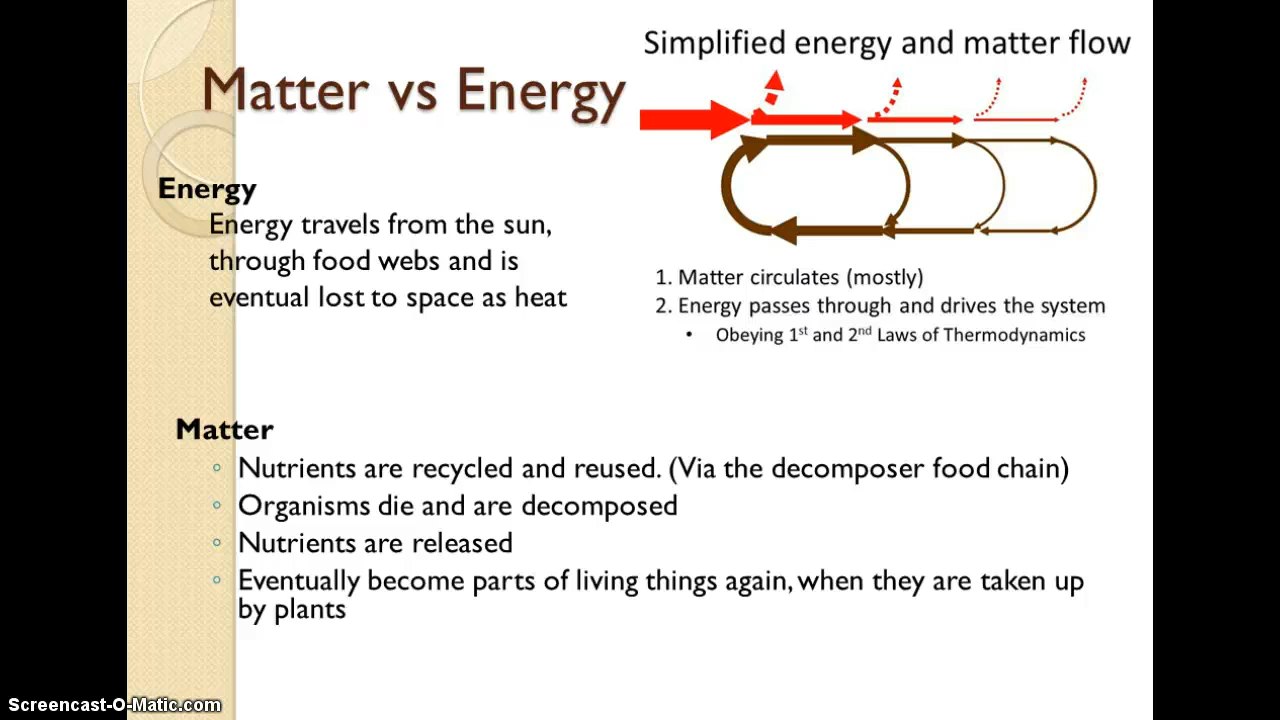 Matter vs Energy
Simplified energy and matter flow
Energy
Energy travels from the sun,
through food webs and is
eventual lost to space as heat
1. Matter circulates (mostly)
2. Energy passes through and drives the system
• Obeying 1st and 2nd Laws of Thermodynamics
Matter
◦ Nutrients are recycled and reused. (Via the decomposer food chain)
◦ Organisms die and are decomposed
◦ Nutrients are released
◦ Eventually become parts of living things again, when they are taken up
by plants
Screencast-O-Matic.com